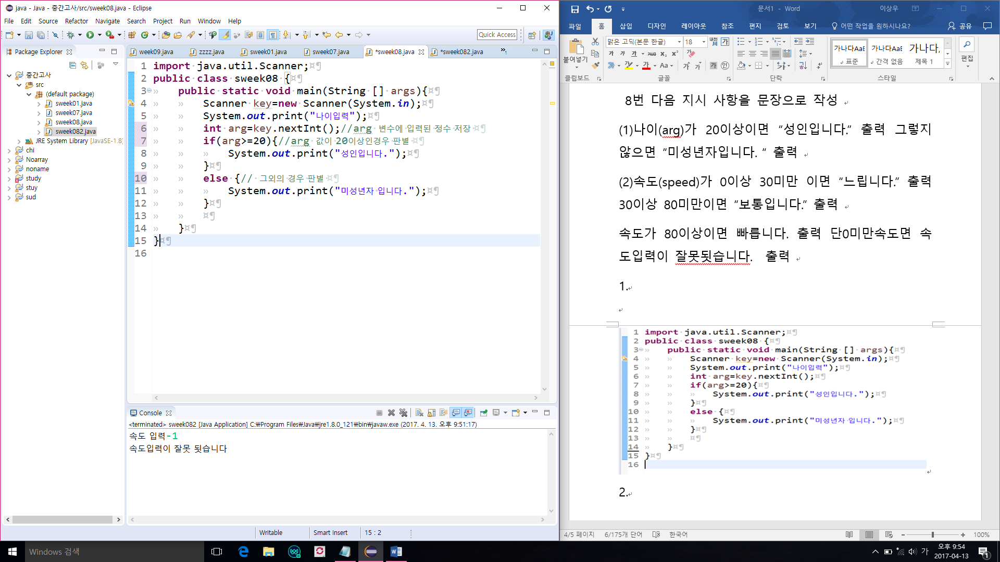 java - Java - 중간고사/src/sweek08.java - Eclipse
File Edit Source Refactor Navigate Search Project Run Window Help
Quick Access
Package Explorer
중간고사
src
(default package)
sweek01.java
sweek07.java
sweek08.java
sweek082.java
JRE System Library [JavaSE-1.8]
chi
Noarray
noname
study
stuy
sud
week09.java zzzz.java sweek01.java sweek07.java *sweek08.java *sweek082.java »1
1 import java.util.Scanner;
2 public class sweek08 {
3 public static void main(String [] args){
4 Scanner key=new Scanner(System.in);
5 System.out.print("나이입력");
6 int arg=key.nextInt();//arg 변수에 입력된 정수 저장
7 if(arg>=20){//arg 값이 20이상인경우 판별
8 System.out.print("성인입니다.");
9 }
10 else {// 그외의 경우 판별
11 System.out.print("미성년자 입니다.");
12 }
13
14 }
15 }
16
Console
<terminated> sweek082 [Java Application] C:₩Program Files₩Java₩jre1.8.0_121₩bin₩javaw.exe (2017. 4. 13. 오후 9:51:17)
속도 입력-1
속도입력이 잘못 됫습니다
Writable Smart Insert 15 : 2
문서1 - Word 이상우
파일 홈 삽입 디자인 레이아웃 참조 편지 검토 보기 어떤 작업을 원하시나요? 공유
붙여넣기 맑은 고딕(본문 한글) 18 가나다AaB 가나다AaB 가나다, 편집
↲ 표준 ↲ 간격 없음 제목 1
클립보드 글꼴 단락 스타일
8번 다음 지시 사항을 문장으로 작성
(1)나이(arg)가 20이상이면 “성인입니다.” 출력 그렇지
않으면 “미성년자입니다. “ 출력
(2)속도(speed)가 0이상 30미만 이면 “느립니다.” 출력
30이상 80미만이면 “보통입니다.” 출력
속도가 80이상이면 빠릅니다. 출력 단0미만속도면 속
도입력이 잘못됫습니다. 출력
1.
1 import java.util.Scanner;
2 public class sweek08 {
3 public static void main(String [] args){
4 Scanner key=new Scanner(System.in);
5 System.out.print("나이입력");
6 int arg=key.nextInt();
7 if(arg>=20){
8 System.out.print("성인입니다.");
9 }
10 else {
11 System.out.print("미성년자 입니다.");
12 }
13
14 }
15 }
16
2.
4/5 페이지 6/175개 단어 한국어 100%
Windows 검색
가 오후 9:54
2017-04-13
1